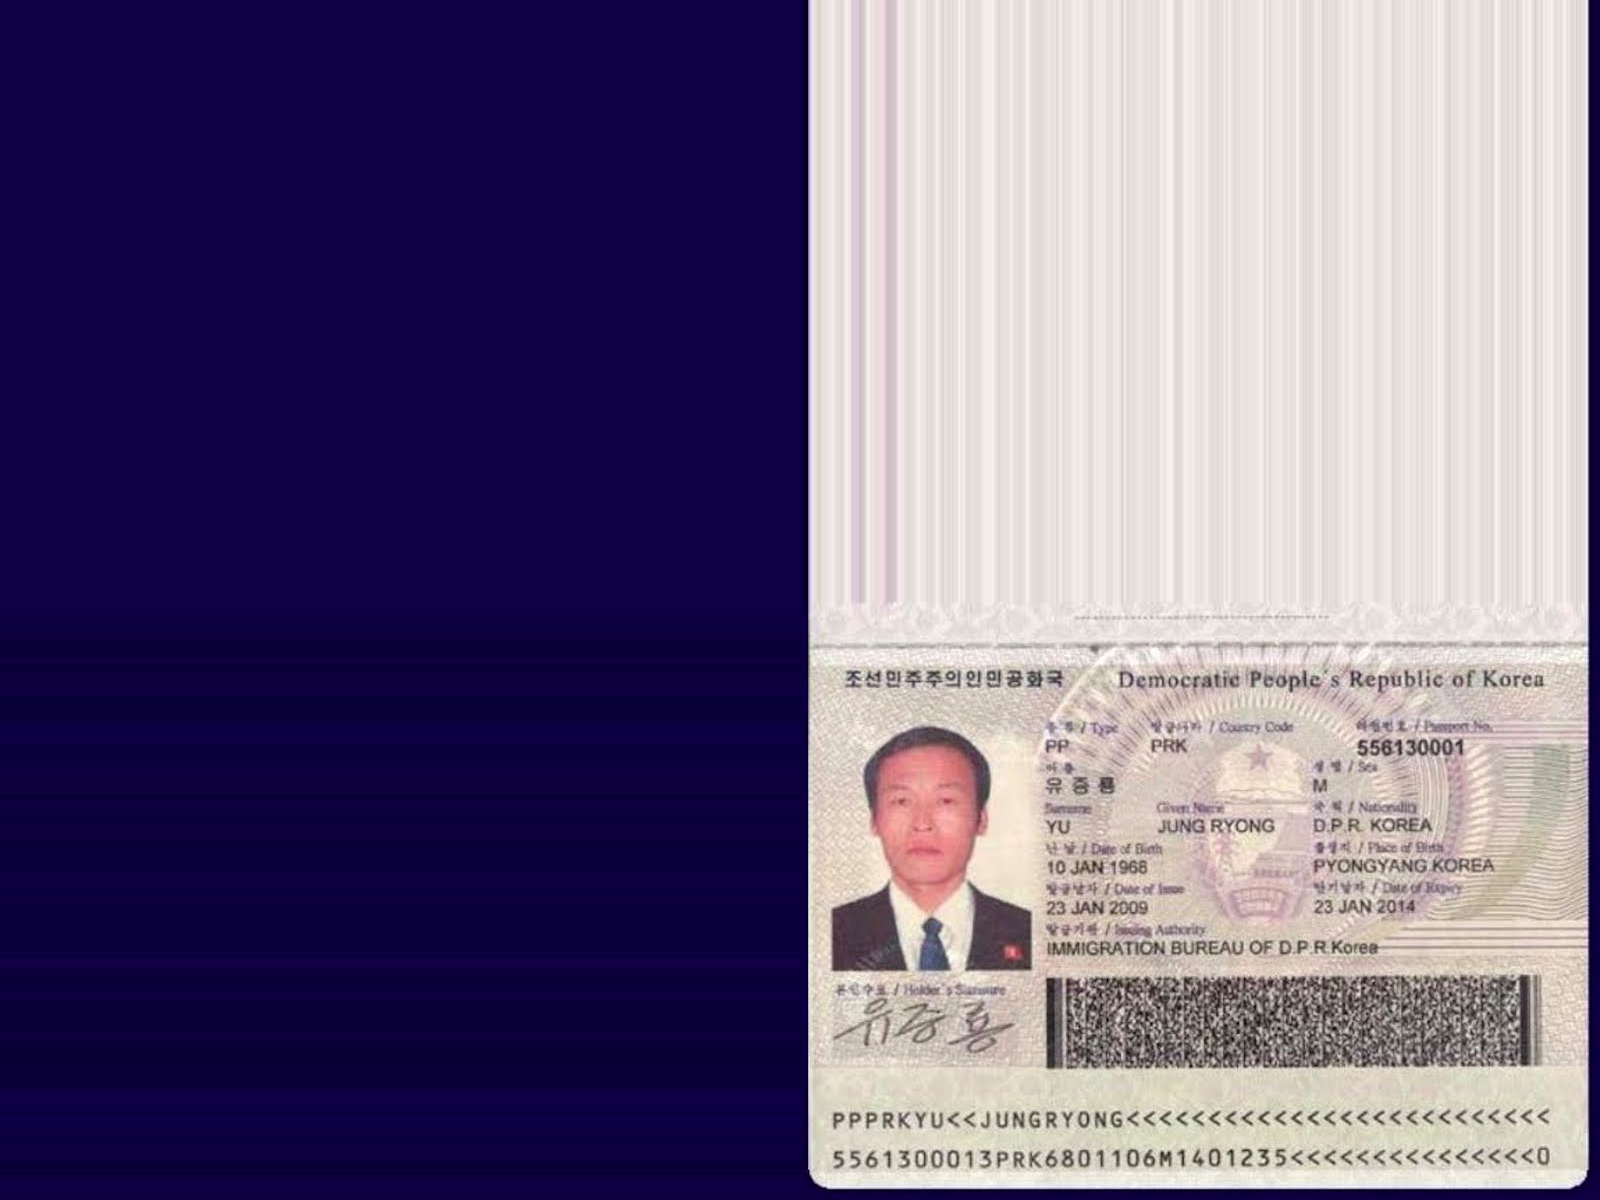 조선민주주의인민공화국 Democratic People's Republic of Korea
종 류 / Type 발급나라 / Country Code 려권번호 / Passport No.
PP PRK 556130001
이 름 성 별 / Sex
유 증 룡 M
Surname Given Name 국 적 / Nationality
YU JUNG RYONG D.P.R. KOREA
난 날 / Date of Birth 출생지 / Place of Birth
10 JAN 1968 PYONGYANG KOREA
발급날자 / Date of Issue 만기날자 / Date of Expiry
23 JAN 2009 23 JAN 2014
발급기관 / Issuing Authority
IMMIGRATION BUREAU OF D.P.R.Korea
본인수표 / Holder's Signature
유증룡
PPPRKYU<<JUNGRYONG<<<<<<<<<<<<<<<<<<<<<<<<<<
5561300013PRK6801106M1401235<<<<<<<<<<<<<<<0